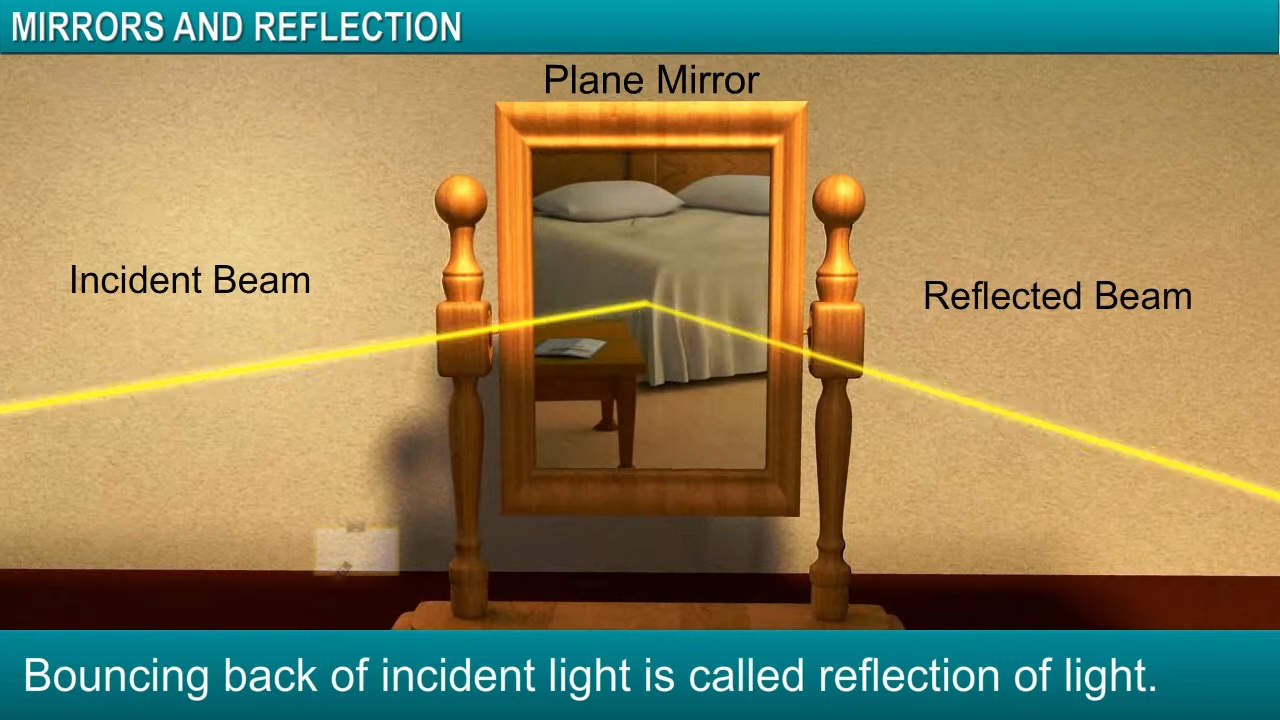 MIRRORS AND REFLECTION
Plane Mirror
Incident Beam
Reflected Beam
Bouncing back of incident light is called reflection of light.